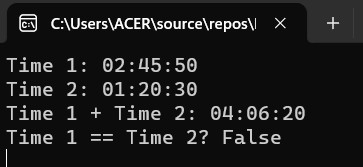 C:\Users\ACER\source\repos\
Time 1: 02:45:50
Time 2: 01:20:30
Time 1 + Time 2: 04:06:20
Time 1 == Time 2? False